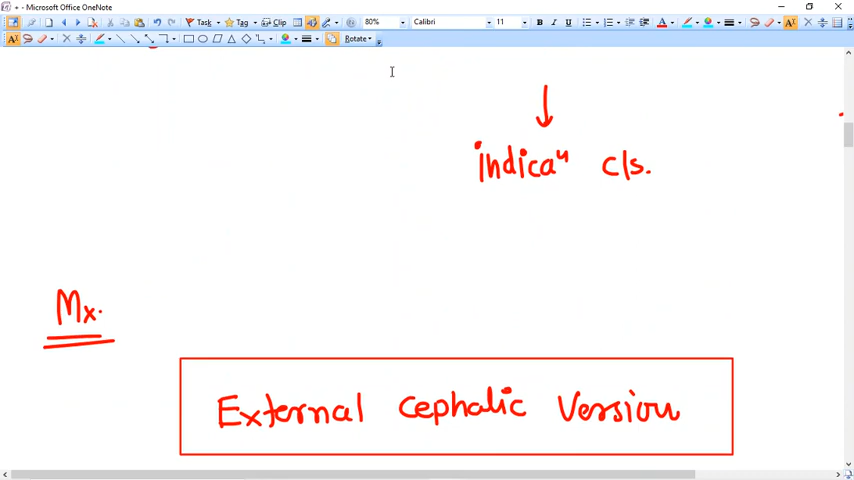 - Microsoft Office OneNote
Task
Tag
Clip
80%
Calibri
11
B I U
A
Rotate
indicaⁿ c/s.
Mx.
External cephalic Version